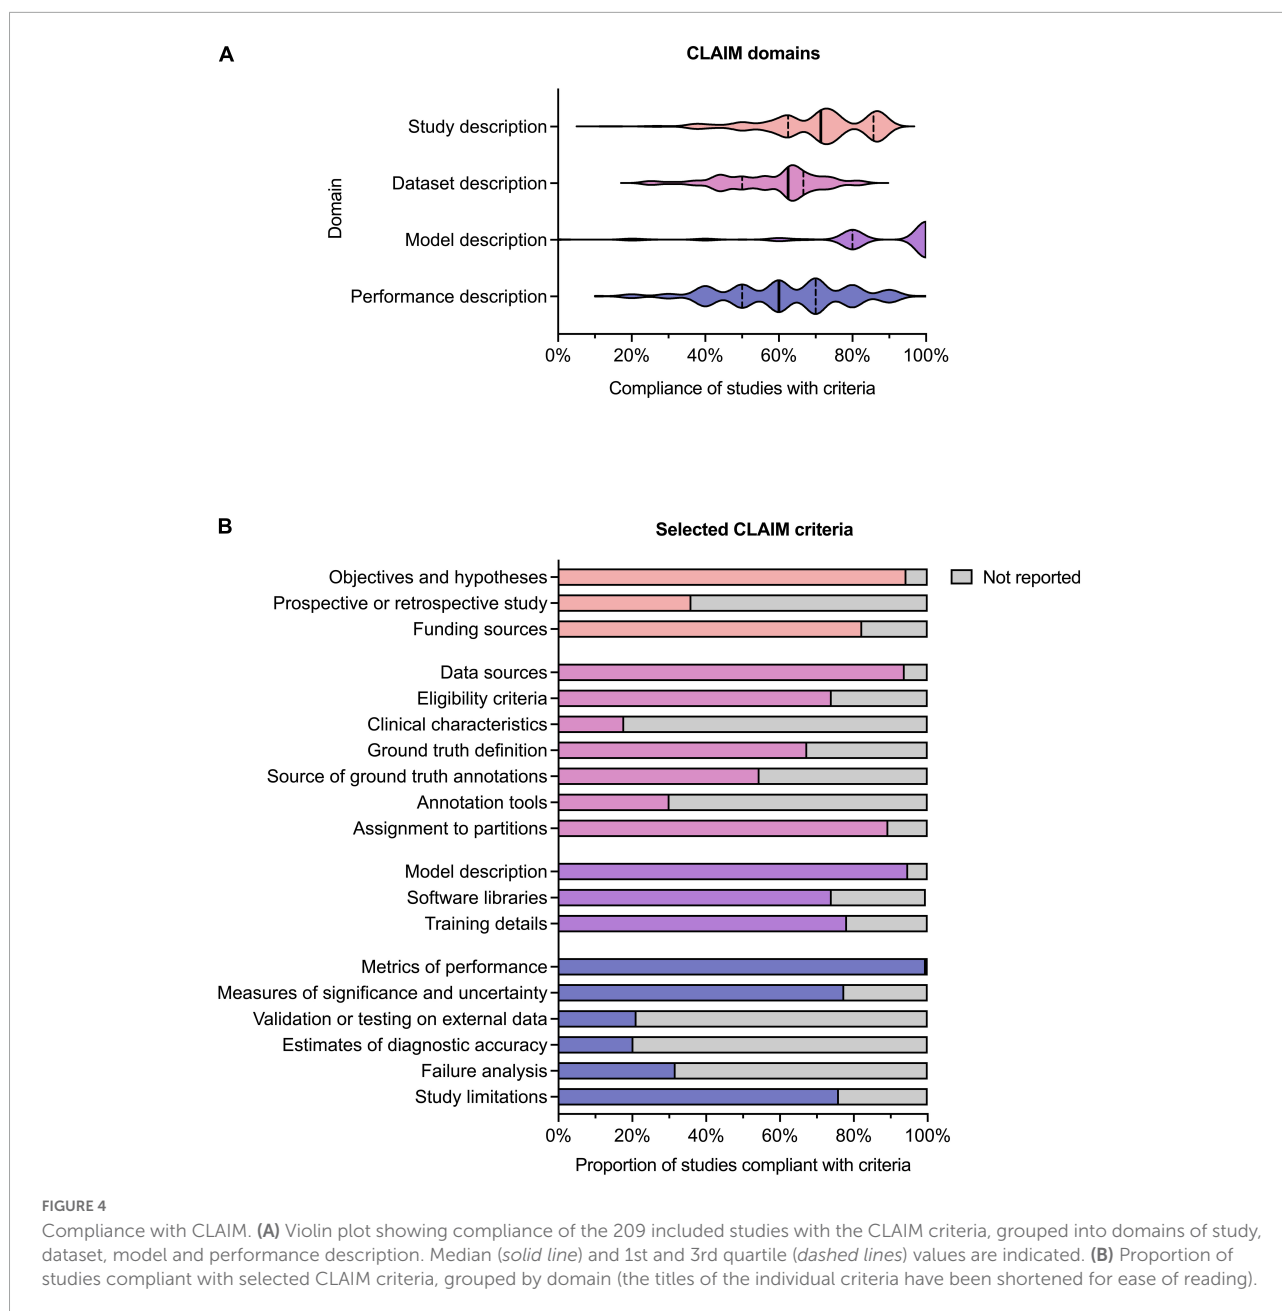 A
CLAIM domains
Domain
Study description
Dataset description
Model description
Performance description
0% 20% 40% 60% 80% 100%
Compliance of studies with criteria
B
Selected CLAIM criteria
Objectives and hypotheses
Not reported
Prospective or retrospective study
Funding sources
Data sources
Eligibility criteria
Clinical characteristics
Ground truth definition
Source of ground truth annotations
Annotation tools
Assignment to partitions
Model description
Software libraries
Training details
Metrics of performance
Measures of significance and uncertainty
Validation or testing on external data
Estimates of diagnostic accuracy
Failure analysis
Study limitations
0% 20% 40% 60% 80% 100%
Proportion of studies compliant with criteria
FIGURE 4
Compliance with CLAIM. (A) Violin plot showing compliance of the 209 included studies with the CLAIM criteria, grouped into domains of study,
dataset, model and performance description. Median (solid line) and 1st and 3rd quartile (dashed lines) values are indicated. (B) Proportion of
studies compliant with selected CLAIM criteria, grouped by domain (the titles of the individual criteria have been shortened for ease of reading).